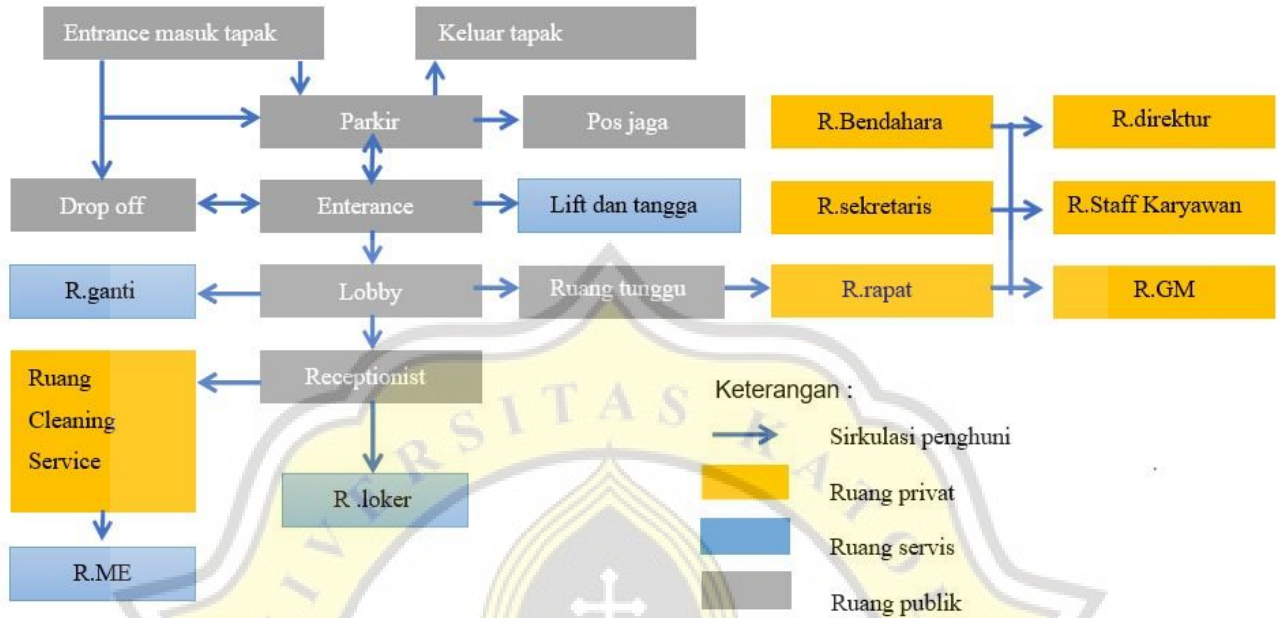 Entrance masuk tapak
Keluar tapak
Parkir
Pos jaga
R.Bendahara
R.direktur
Drop off
Enterance
Lift dan tangga
R.sekretaris
R.Staff Karyawan
R.ganti
Lobby
Ruang tunggu
R.rapat
R.GM
Ruang
Cleaning
Service
Receptionist
R .loker
R.ME
Keterangan :
Sirkulasi penghuni
Ruang privat
Ruang servis
Ruang publik